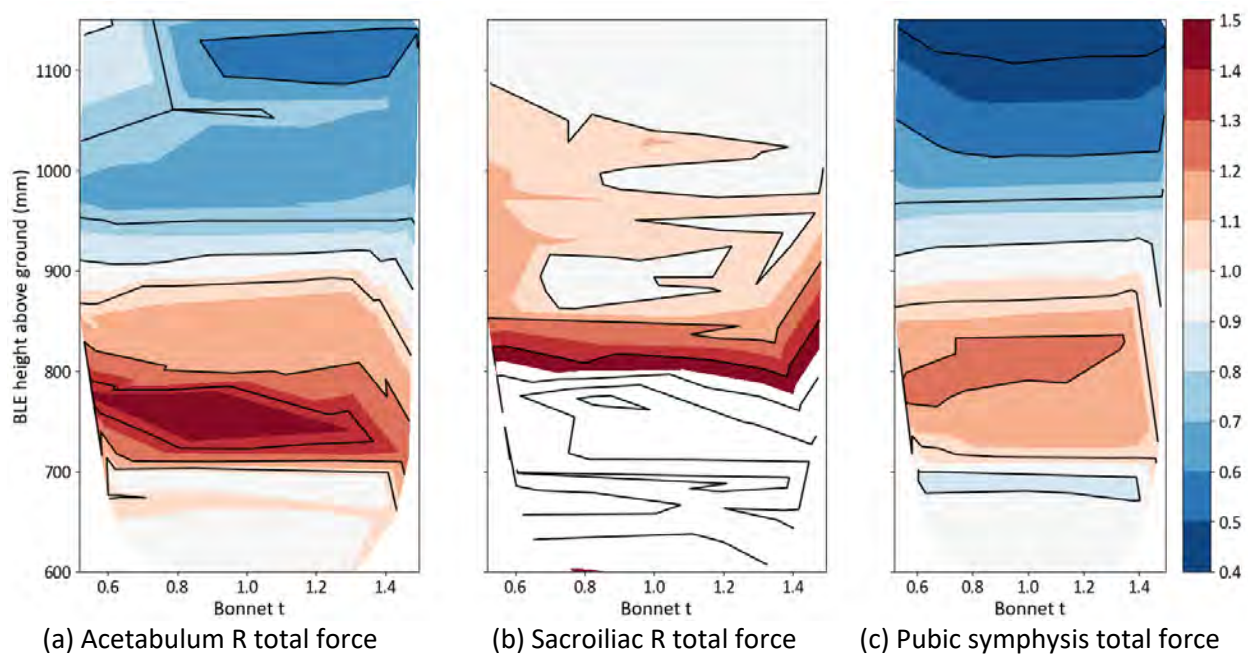 BLE height above ground (mm)
1100
1000
900
800
700
600
0.6 0.8 1.0 1.2 1.4
Bonnet t
0.6 0.8 1.0 1.2 1.4
Bonnet t
0.6 0.8 1.0 1.2 1.4
Bonnet t
1.5
1.4
1.3
1.2
1.1
1.0
0.9
0.8
0.7
0.6
0.5
0.4
(a) Acetabulum R total force
(b) Sacroiliac R total force
(c) Pubic symphysis total force